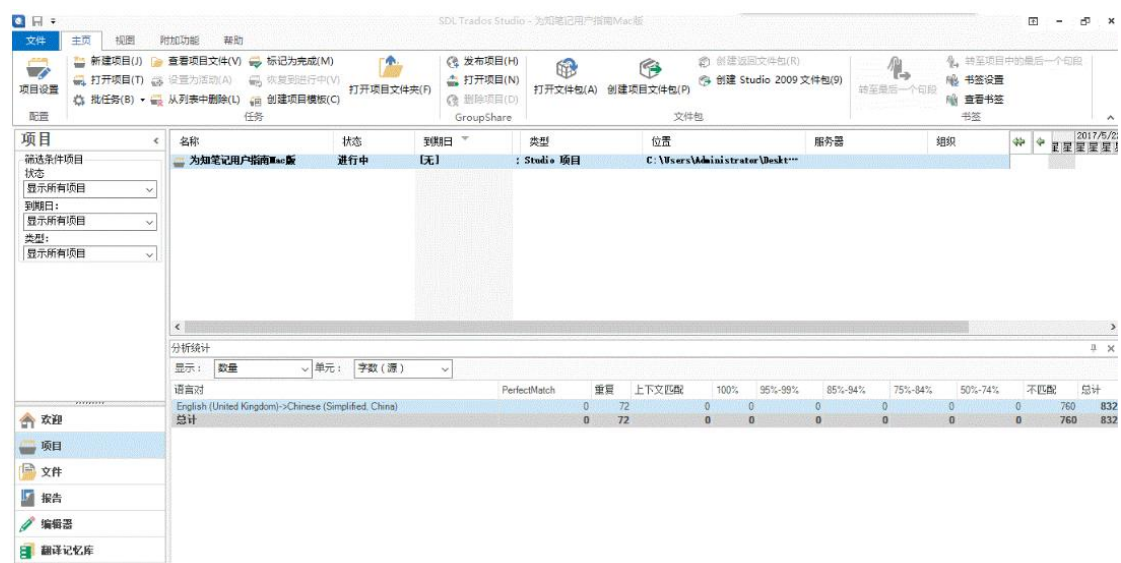 SDL Trados Studio - 为知笔记用户指南Mac版
文件 主页 视图 附加功能 帮助
新建项目(J) 查看项目文件(V) 标记为完成(M) 发布项目(H) 创建返回文件包(R) 转至项目中的最后一个句段
项目设置 打开项目(T) 设置为活动(A) 恢复到进行中(V) 打开项目文件夹(F) 打开项目(N) 打开文件包(A) 创建项目文件包(P) 创建 Studio 2009 文件包(9) 转至最后一个句段 书签设置
批任务(B) 从列表中删除(L) 创建项目模板(C) 删除项目(D) 查看书签
配置 任务 GroupShare 文件包 书签
项目 名称 状态 到期日 类型 位置 服务器 组织 2017/5/2
星 星 星 星
筛选条件项目 为知笔记用户指南Mac版 进行中 [无] : Studio 项目 C:\Users\Administrator\Deskt…
状态
显示所有项目
到期日:
显示所有项目
类型:
显示所有项目
分析统计
显示: 数量 单元: 字数(源)
语言对 PerfectMatch 重复 上下文匹配 100% 95%-99% 85%-94% 75%-84% 50%-74% 不匹配 总计
English (United Kingdom)->Chinese (Simplified, China) 0 72 0 0 0 0 0 0 760 832
总计 0 72 0 0 0 0 0 0 760 832
欢迎
项目
文件
报告
编辑器
翻译记忆库